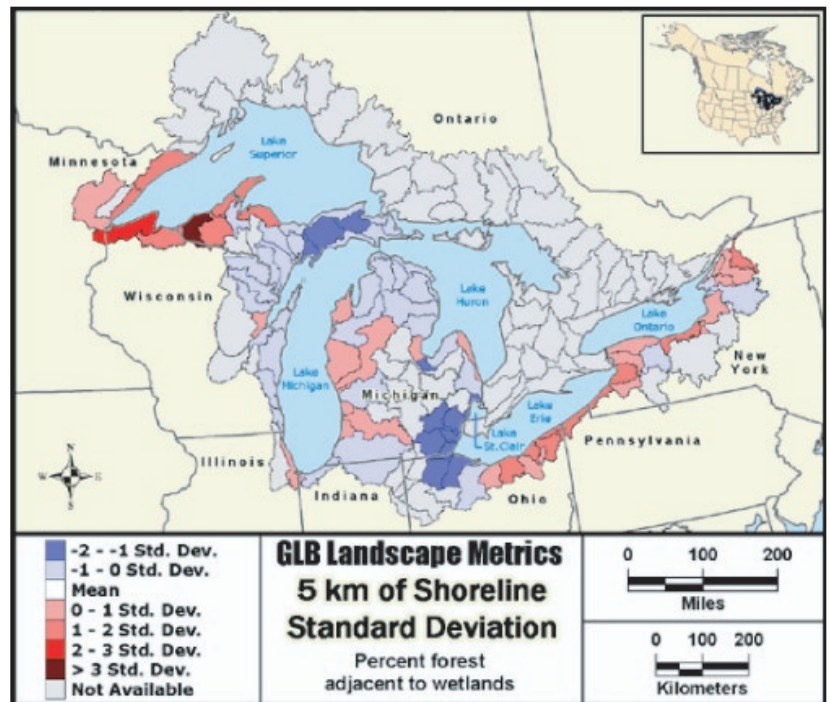 Ontario
Lake
Superior
Minnesota
Wisconsin
Lake
Huron
Lake
Ontario
New
York
Lake
Michigan
Michigan
Lake
Erie
Lake
St. Clair
Pennsylvania
Illinois
Indiana
Ohio
N
W
E
S
-2 - -1 Std. Dev.
-1 - 0 Std. Dev.
Mean
0 - 1 Std. Dev.
1 - 2 Std. Dev.
2 - 3 Std. Dev.
> 3 Std. Dev.
Not Available
GLB Landscape Metrics
5 km of Shoreline
Standard Deviation
Percent forest
adjacent to wetlands
0 100 200
Miles
0 100 200
Kilometers